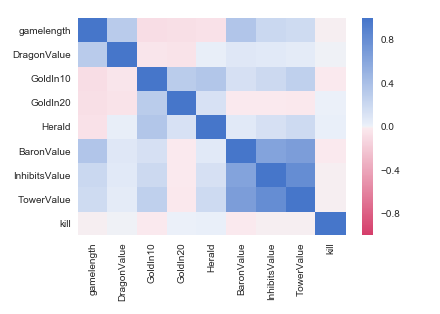 gamelength
DragonValue
GoldIn10
GoldIn20
Herald
BaronValue
InhibitsValue
TowerValue
kill
gamelength
DragonValue
GoldIn10
GoldIn20
Herald
BaronValue
InhibitsValue
TowerValue
kill
0.8
0.4
0.0
−0.4
−0.8